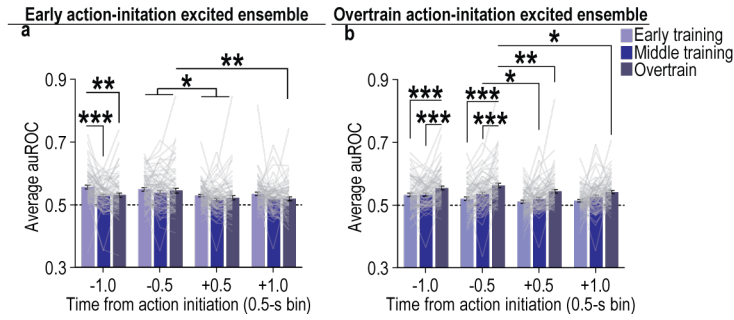 Early action-initation excited ensemble
Overtrain action-initation excited ensemble
a
b
Early training
Middle training
Overtrain
** *** * **
*** *** *** *** * ** *
Average auROC
0.9
0.7
0.5
0.3
-1.0 -0.5 +0.5 +1.0
Time from action initiation (0.5-s bin)
Average auROC
0.9
0.7
0.5
0.3
-1.0 -0.5 +0.5 +1.0
Time from action initiation (0.5-s bin)